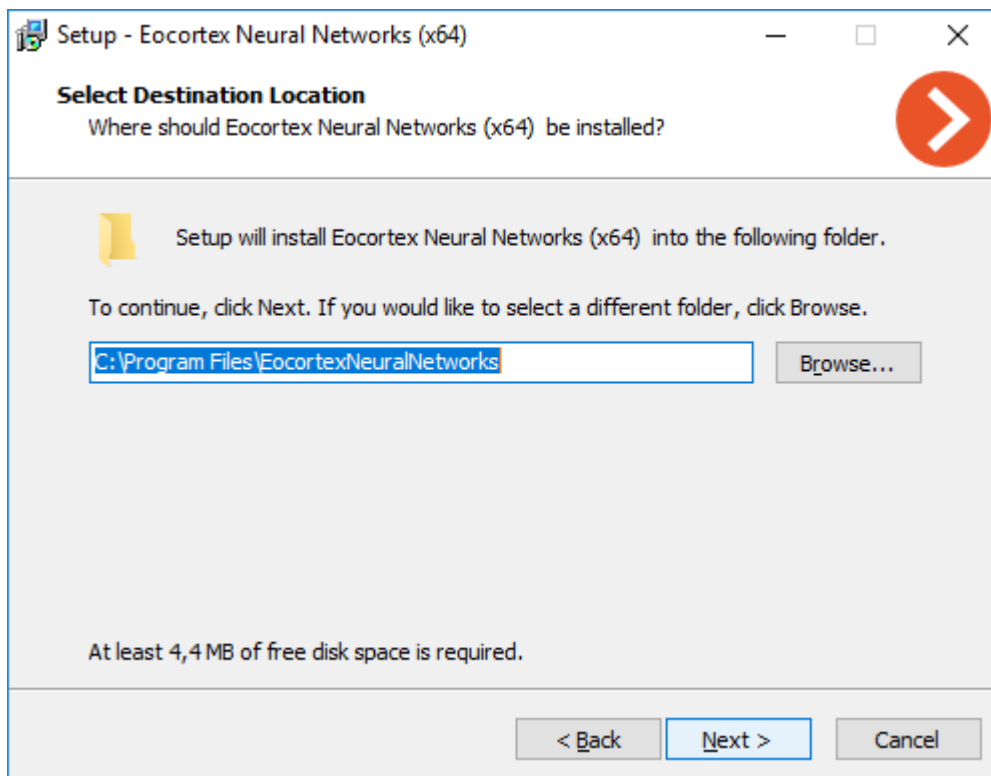 Setup - Eocortex Neural Networks (x64)
Select Destination Location
Where should Eocortex Neural Networks (x64)  be installed?
Setup will install Eocortex Neural Networks (x64)  into the following folder.
To continue, click Next. If you would like to select a different folder, click Browse.
C:\Program Files\EocortexNeuralNetworks
Browse...
At least 4,4 MB of free disk space is required.
< Back
Next >
Cancel